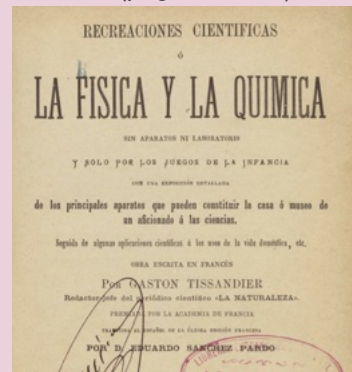 RECREACIONES CIENTIFICAS
ó
LA FISICA Y LA QUIMICA
SIN APARATOS NI LABORATORIO
Y SOLO POR LOS JUEGOS DE LA INFANCIA
CON UNA EXPOSICIÓN DETALLADA
de los principales aparatos que pueden constituir la casa ó museo de
un aficionado á las ciencias.
Seguida de algunas aplicaciones científicas á los usos de la vida doméstica, etc.
OBRA ESCRITA EN FRANCÉS
POR GASTON TISSANDIER
Redactor-jefe del periódico científico «LA NATURALEZA».
PREMIADA POR LA ACADEMIA DE FRANCIA
TRADUCIDA AL ESPAÑOL DE LA ÚLTIMA EDICIÓN FRANCESA
POR D. EDUARDO SANCHEZ PARDO